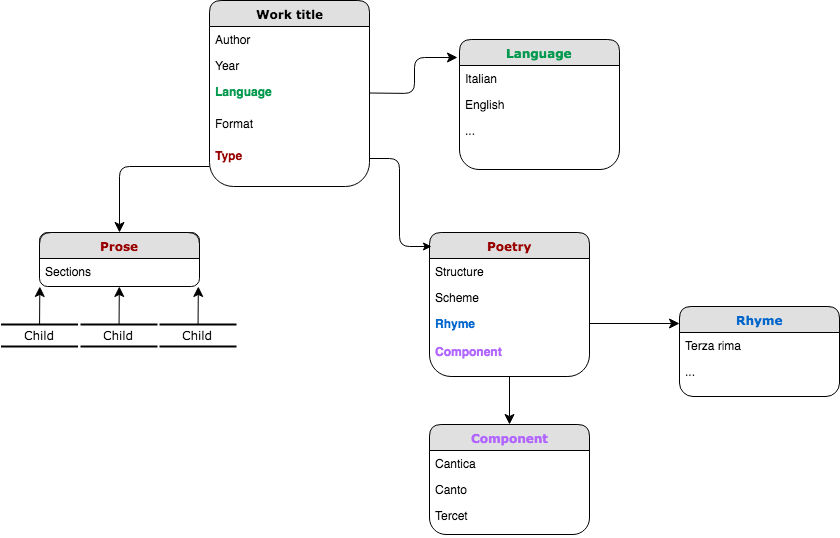 Work title
Author
Year
Language
Format
Type
Language
Italian
English
...
Prose
Sections
Child
Child
Child
Poetry
Structure
Scheme
Rhyme
Component
Rhyme
Terza rima
...
Component
Cantica
Canto
Tercet